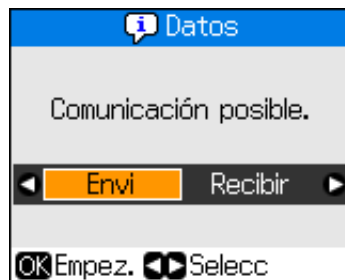 Datos
Comunicación posible.
Envi Recibir
OK Empez. Selecc